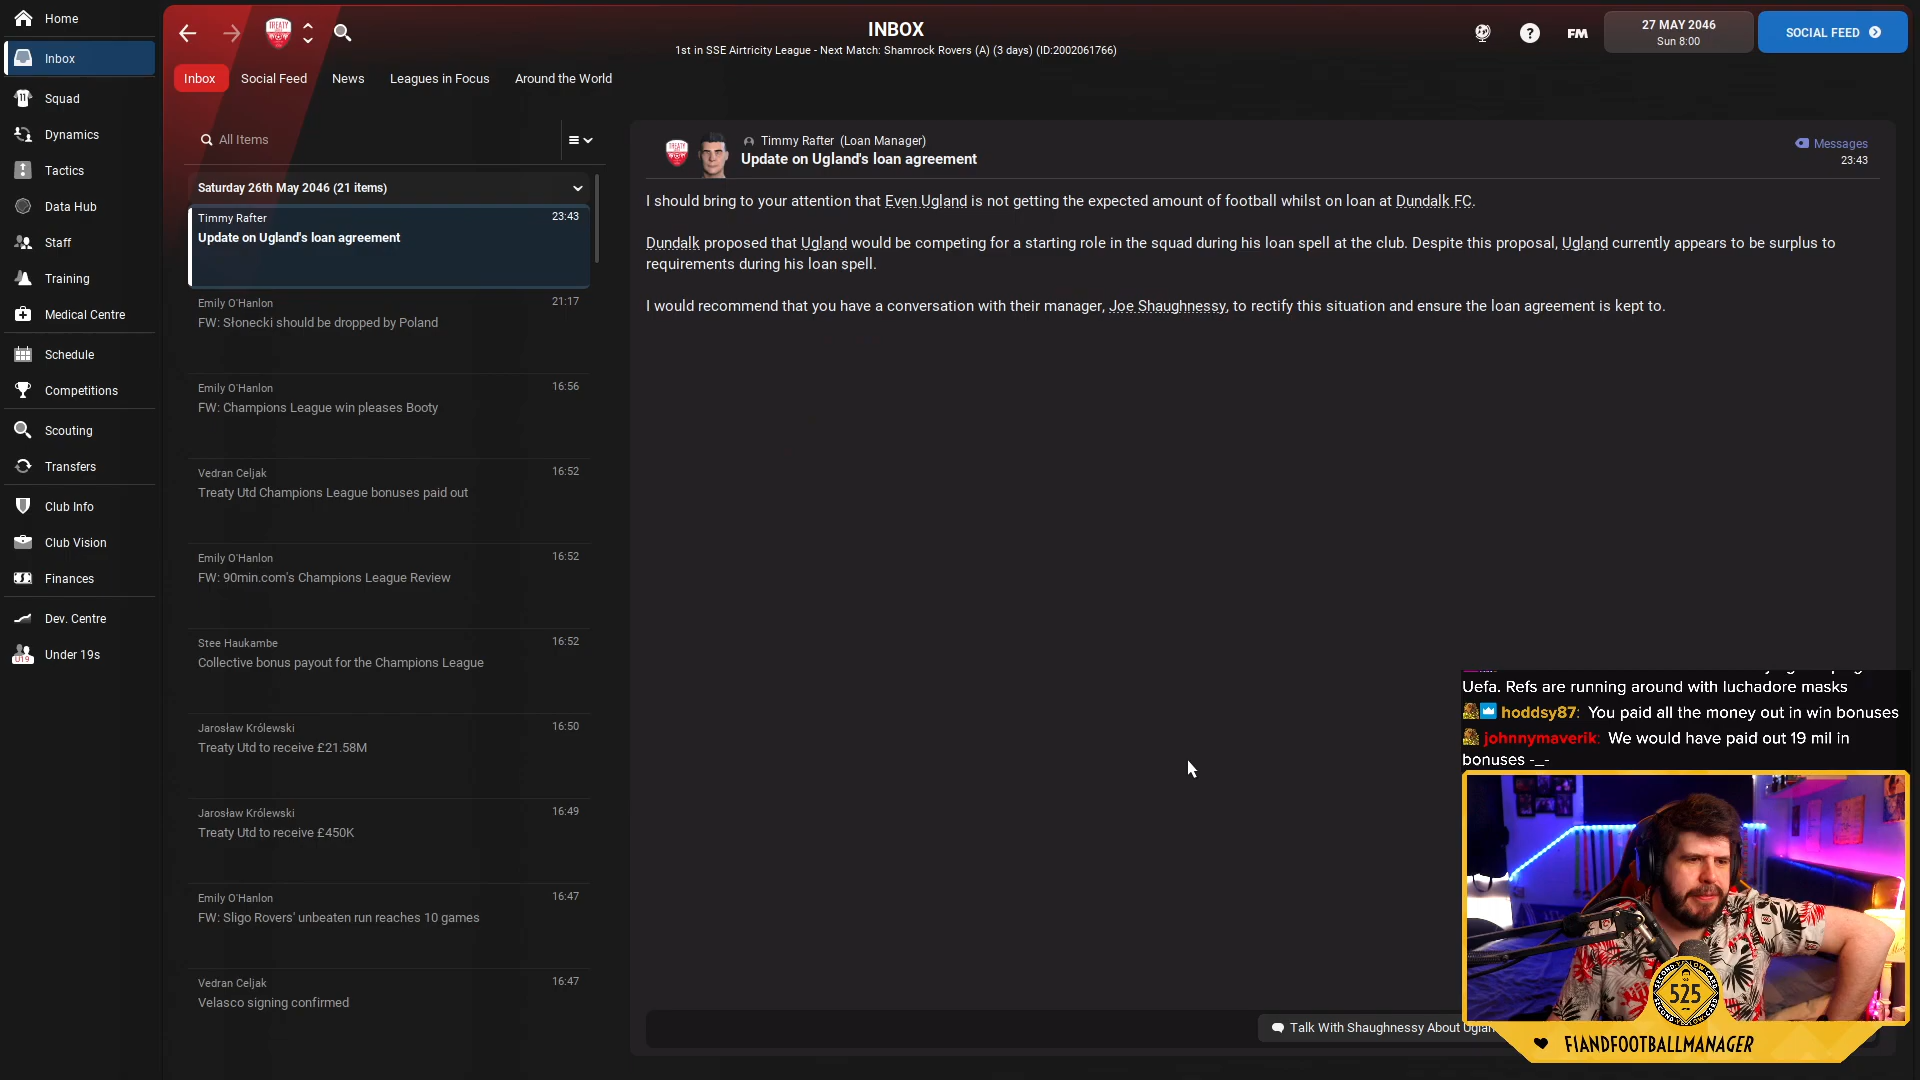 Home
Inbox
Squad
Dynamics
Tactics
Data Hub
Staff
Training
Medical Centre
Schedule
Competitions
Scouting
Transfers
Club Info
Club Vision
Finances
Dev. Centre
Under 19s
INBOX
1st in SSE Airtricity League - Next Match: Shamrock Rovers (A) (3 days) (ID:2002061766)
FM
27 MAY 2046
Sun 8:00
SOCIAL FEED
Inbox
Social Feed
News
Leagues in Focus
Around the World
All Items
Saturday 26th May 2046 (21 items)
Timmy Rafter 23:43
Update on Ugland's loan agreement
Emily O'Hanlon 21:17
FW: Słonecki should be dropped by Poland
Emily O'Hanlon 16:56
FW: Champions League win pleases Booty
Vedran Celjak 16:52
Treaty Utd Champions League bonuses paid out
Emily O'Hanlon 16:52
FW: 90min.com's Champions League Review
Stee Haukambe 16:52
Collective bonus payout for the Champions League
Jarosław Królewski 16:50
Treaty Utd to receive £21.58M
Jarosław Królewski 16:49
Treaty Utd to receive £450K
Emily O'Hanlon 16:47
FW: Sligo Rovers' unbeaten run reaches 10 games
Vedran Celjak 16:47
Velasco signing confirmed
Timmy Rafter (Loan Manager)
Update on Ugland's loan agreement
Messages
23:43
I should bring to your attention that Even Ugland is not getting the expected amount of football whilst on loan at Dundalk FC.
Dundalk proposed that Ugland would be competing for a starting role in the squad during his loan spell at the club. Despite this proposal, Ugland currently appears to be surplus to
requirements during his loan spell.
I would recommend that you have a conversation with their manager, Joe Shaughnessy, to rectify this situation and ensure the loan agreement is kept to.
Talk With Shaughnessy About
Uefa. Refs are running around with luchadore masks
hoddsy87: You paid all the money out in win bonuses
johnnymaverik: We would have paid out 19 mil in
bonuses -_-
525
F1ANDFOOTBALLMANAGER